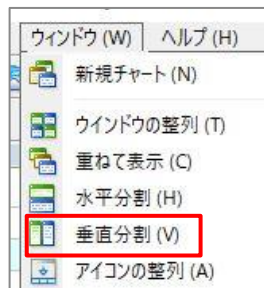 ウィンドウ (W) ヘルプ (H)
新規チャート (N)
ウインドウの整列 (T)
重ねて表示 (C)
水平分割 (H)
垂直分割 (V)
アイコンの整列 (A)